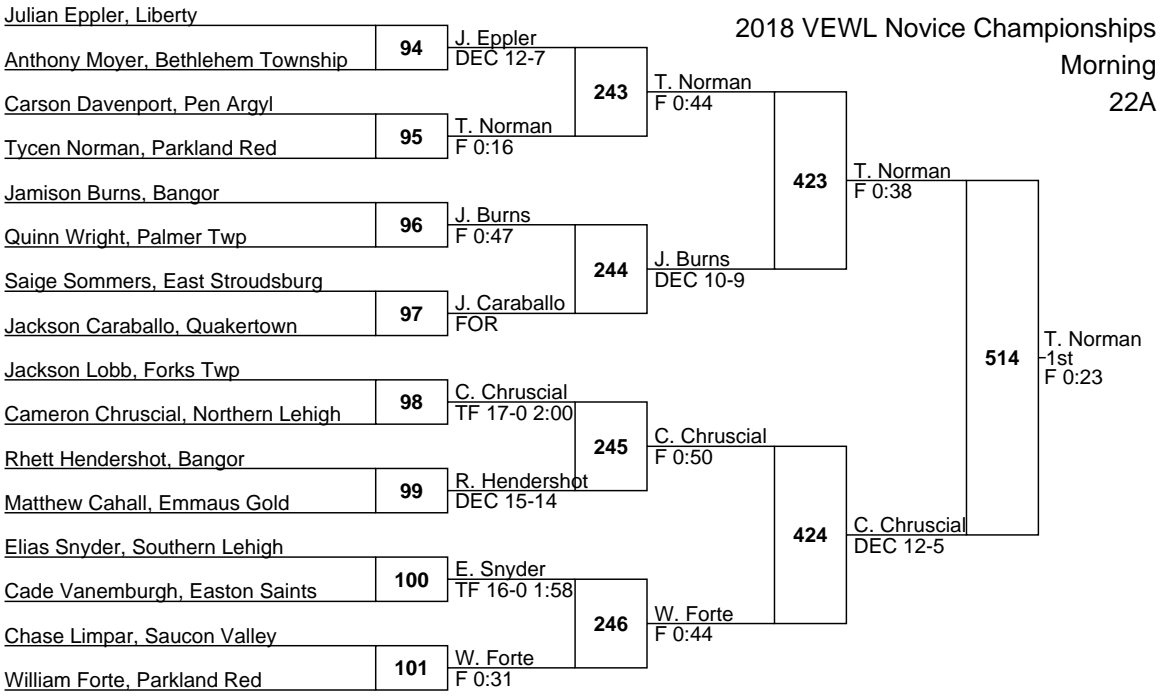 Julian Eppler, Liberty
2018 VEWL Novice Championships
94
J. Eppler
DEC 12-7
Anthony Moyer, Bethlehem Township
Morning
243
T. Norman
F 0:44
Carson Davenport, Pen Argyl
22A
95
T. Norman
F 0:16
Tycen Norman, Parkland Red
423
T. Norman
F 0:38
Jamison Burns, Bangor
96
J. Burns
F 0:47
Quinn Wright, Palmer Twp
244
J. Burns
DEC 10-9
Saige Sommers, East Stroudsburg
97
J. Caraballo
FOR
Jackson Caraballo, Quakertown
514
T. Norman
1st
F 0:23
Jackson Lobb, Forks Twp
98
C. Chruscial
TF 17-0 2:00
Cameron Chruscial, Northern Lehigh
245
C. Chruscial
F 0:50
Rhett Hendershot, Bangor
99
R. Hendershot
DEC 15-14
Matthew Cahall, Emmaus Gold
424
C. Chruscial
DEC 12-5
Elias Snyder, Southern Lehigh
100
E. Snyder
TF 16-0 1:58
Cade Vanemburgh, Easton Saints
246
W. Forte
F 0:44
Chase Limpar, Saucon Valley
101
W. Forte
F 0:31
William Forte, Parkland Red